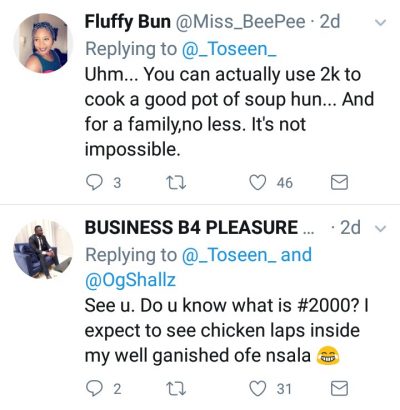 Fluffy Bun @Miss_BeePee · 2d
Replying to @_Toseen_
Uhm... You can actually use 2k to
cook a good pot of soup hun... And
for a family,no less. It's not
impossible.
3 46
BUSINESS B4 PLEASURE ... · 2d
Replying to @_Toseen_ and
@OgShallz
See u. Do u know what is #2000? I
expect to see chicken laps inside
my well ganished ofe nsala 😂
2 31